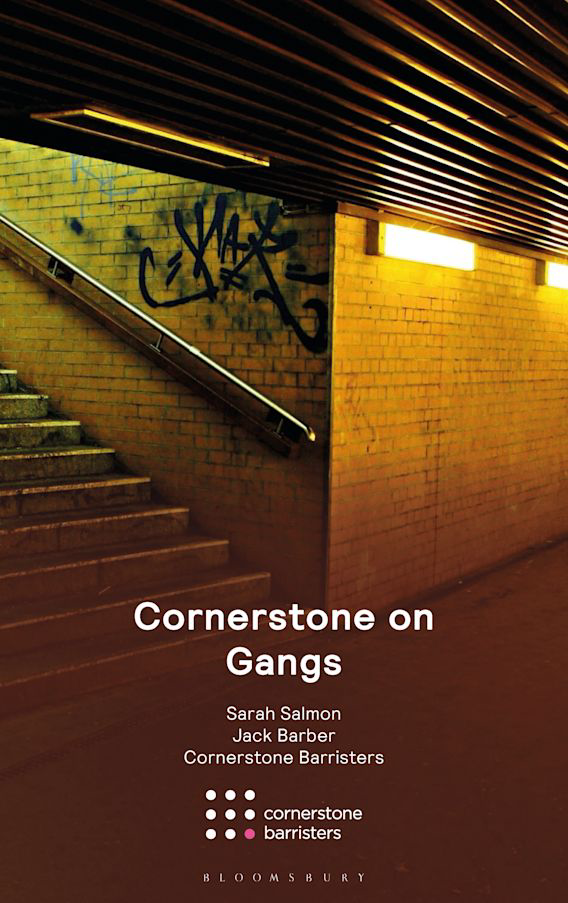 Cornerstone on
Gangs
Sarah Salmon
Jack Barber
Cornerstone Barristers
cornerstone
barristers
BLOOMSBURY